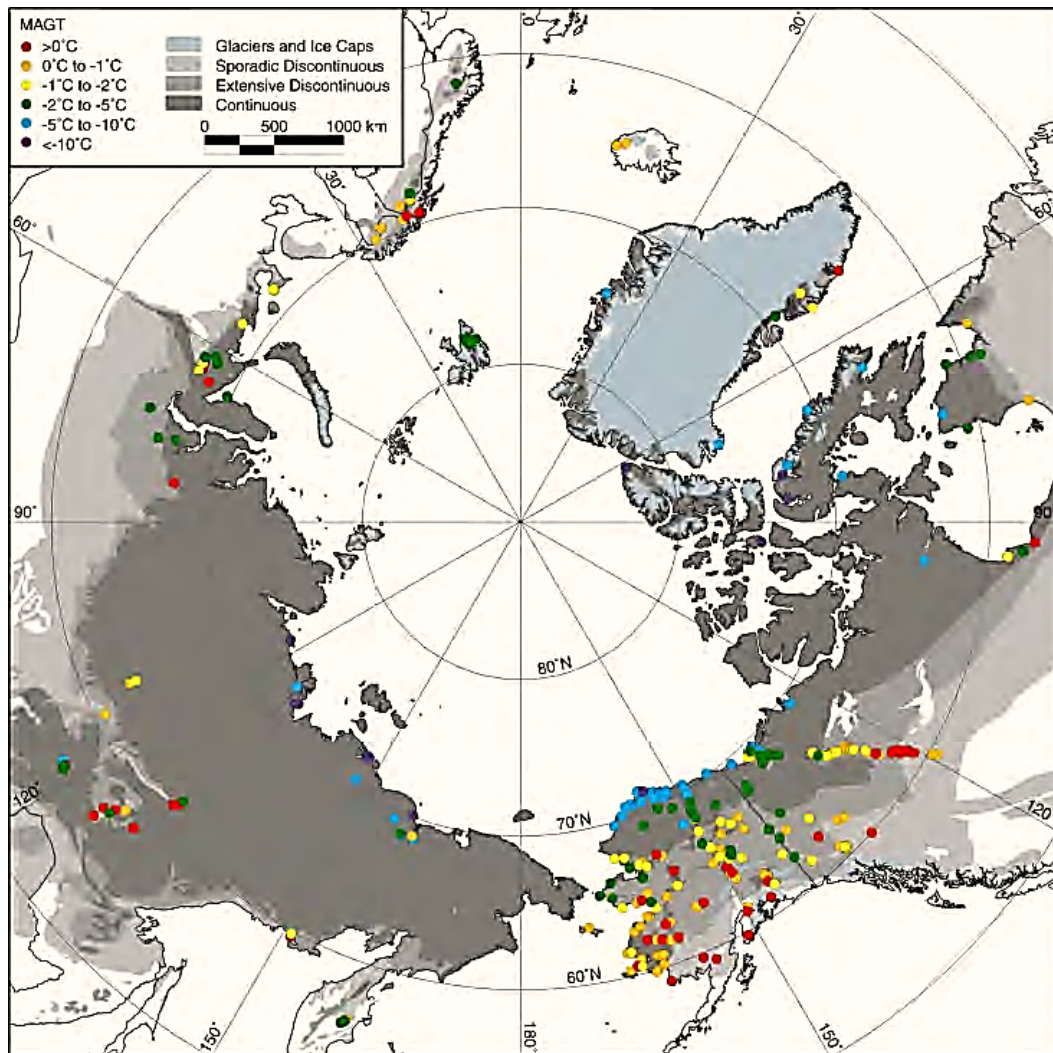 MAGT
>0°C
0°C to -1°C
-1°C to -2°C
-2°C to -5°C
-5°C to -10°C
<-10°C
Glaciers and Ice Caps
Sporadic Discontinuous
Extensive Discontinuous
Continuous
0 500 1000 km
0°
30°
30°
60°
60°
90°
90°
80°N
120°
70°N
120°
60°N
150°
180°
150°